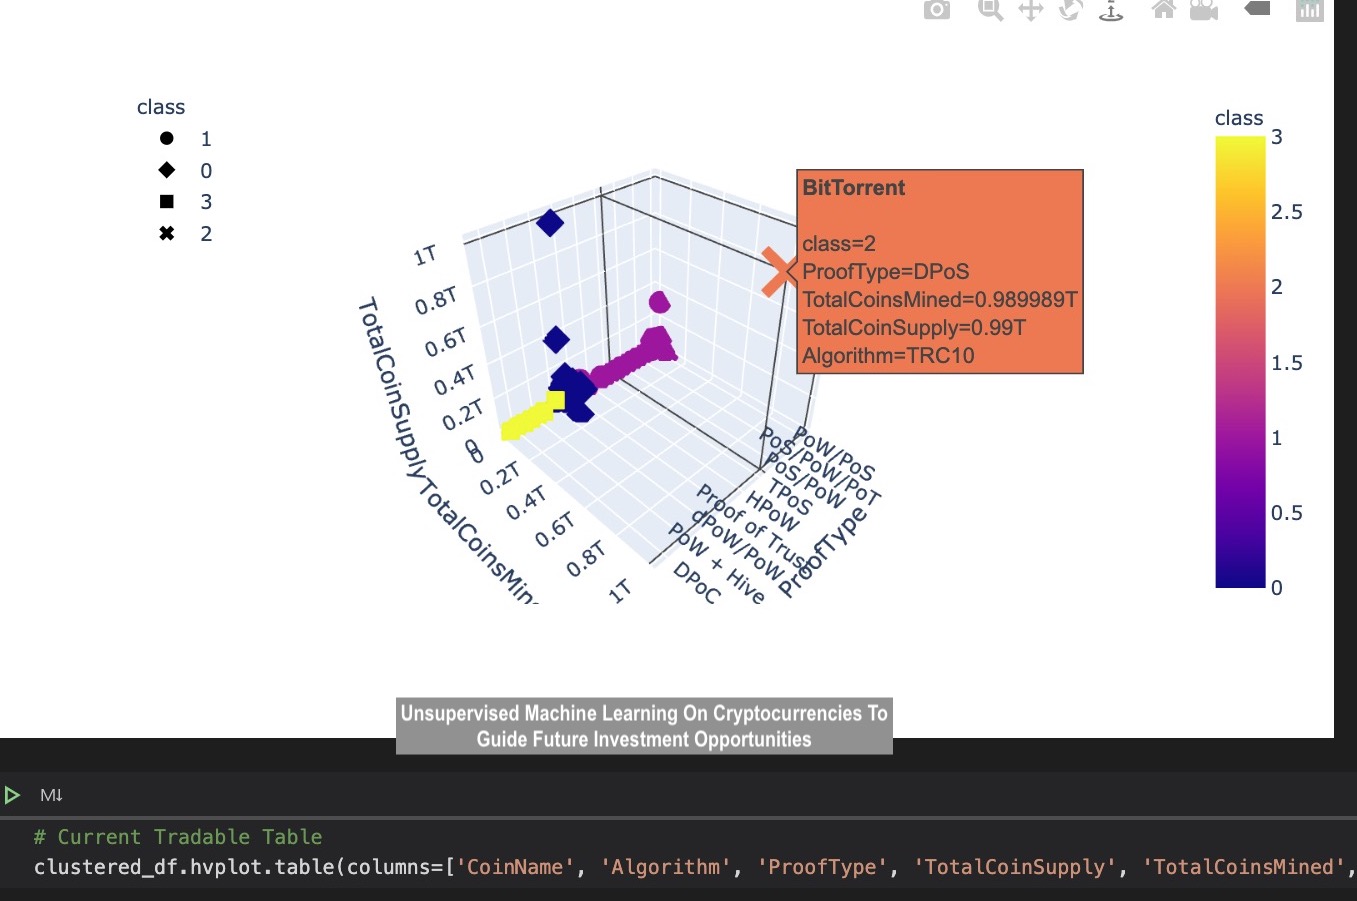 class
1
0
3
2
class
3
2.5
2
1.5
1
0.5
0
BitTorrent
class=2
ProofType=DPoS
TotalCoinsMined=0.989989T
TotalCoinSupply=0.99T
Algorithm=TRC10
1T
0.8T
0.6T
0.4T
0.2T
0
TotalCoinSupply
0
0.2T
0.4T
0.6T
0.8T
1T
PoW/PoS
PoS/PoW/PoT
PoS/PoW
TPoS
HPoW
Proof of Trust
dPoW/PoW
PoW + Hive
DPoC
ProofType
Unsupervised Machine Learning On Cryptocurrencies To
Guide Future Investment Opportunities
M↓
# Current Tradable Table
clustered_df.hvplot.table(columns=['CoinName', 'Algorithm', 'ProofType', 'TotalCoinSupply', 'TotalCoinsMined',